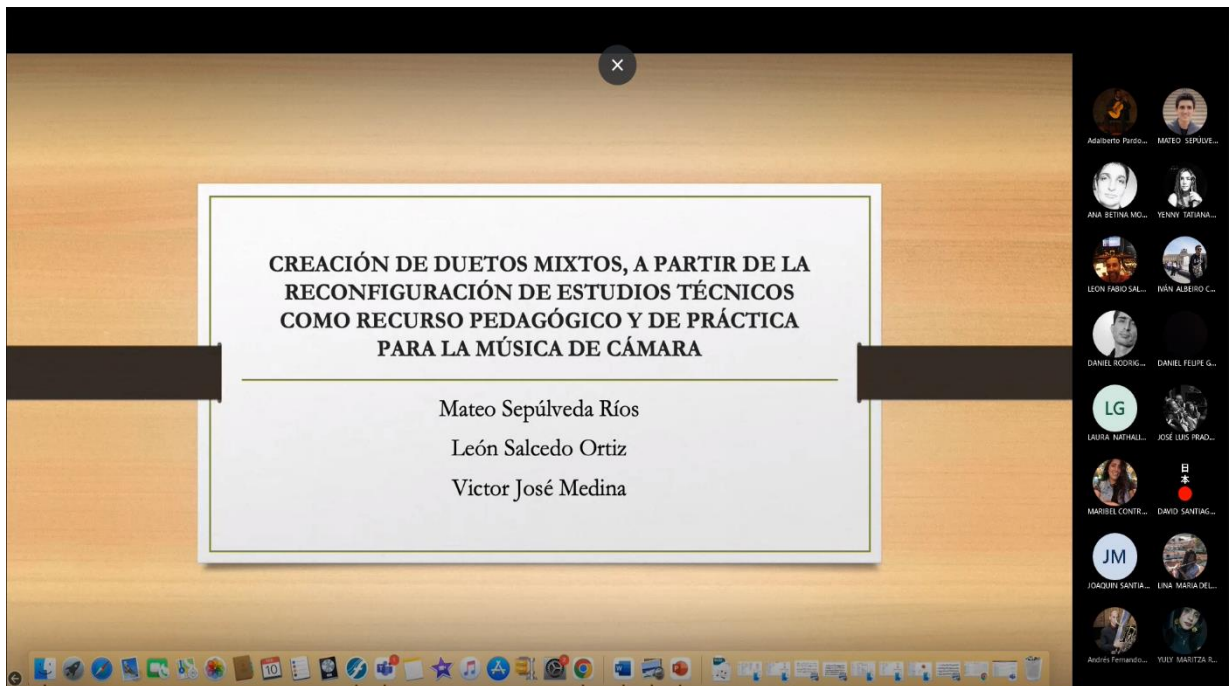 CREACIÓN DE DUETOS MIXTOS, A PARTIR DE LA
RECONFIGURACIÓN DE ESTUDIOS TÉCNICOS
COMO RECURSO PEDAGÓGICO Y DE PRÁCTICA
PARA LA MÚSICA DE CÁMARA
Mateo Sepúlveda Ríos
León Salcedo Ortiz
Victor José Medina
Adalberto Pardo...
MATEO SEPÚLVE...
ANA BETINA MO...
YENNY TATIANA...
LEON FABIO SAL...
IVÁN ALBEIRO C...
DANIEL RODRIG...
DANIEL FELIPE G...
LG
LAURA NATHALI...
JOSÉ LUIS PRAD...
MARIBEL CONTR...
日
本
DAVID SANTIAG...
JM
JOAQUIN SANTIA...
LINA MARIA DEL...
Andrés Fernando...
YULY MARITZA R...
10